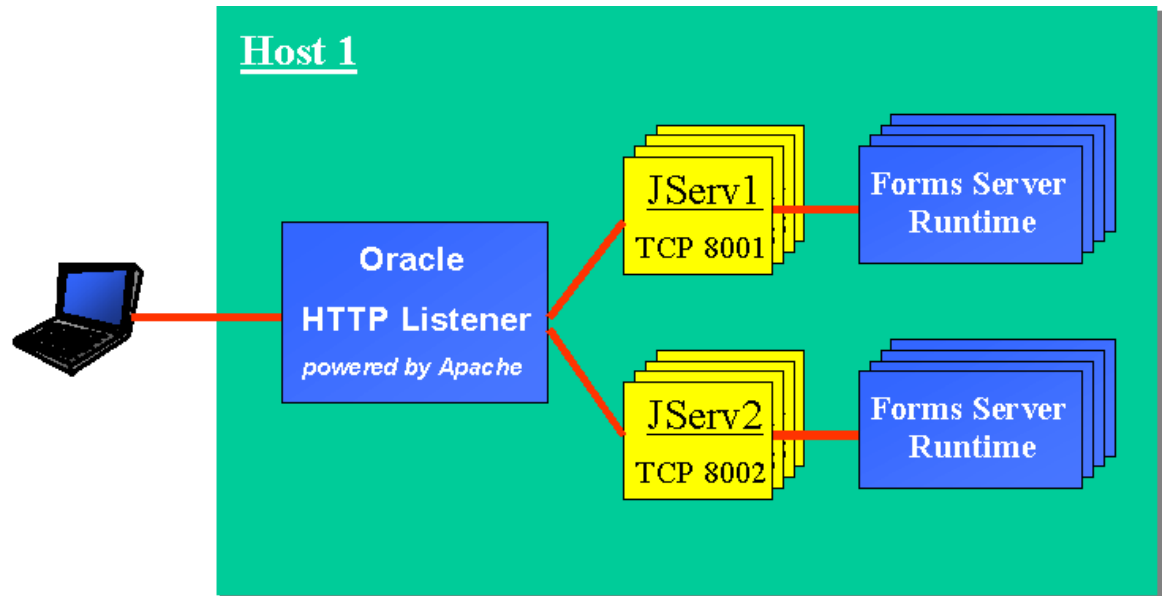 Host 1
Oracle
HTTP Listener
powered by Apache
JServ1
TCP 8001
Forms Server
Runtime
JServ2
TCP 8002
Forms Server
Runtime